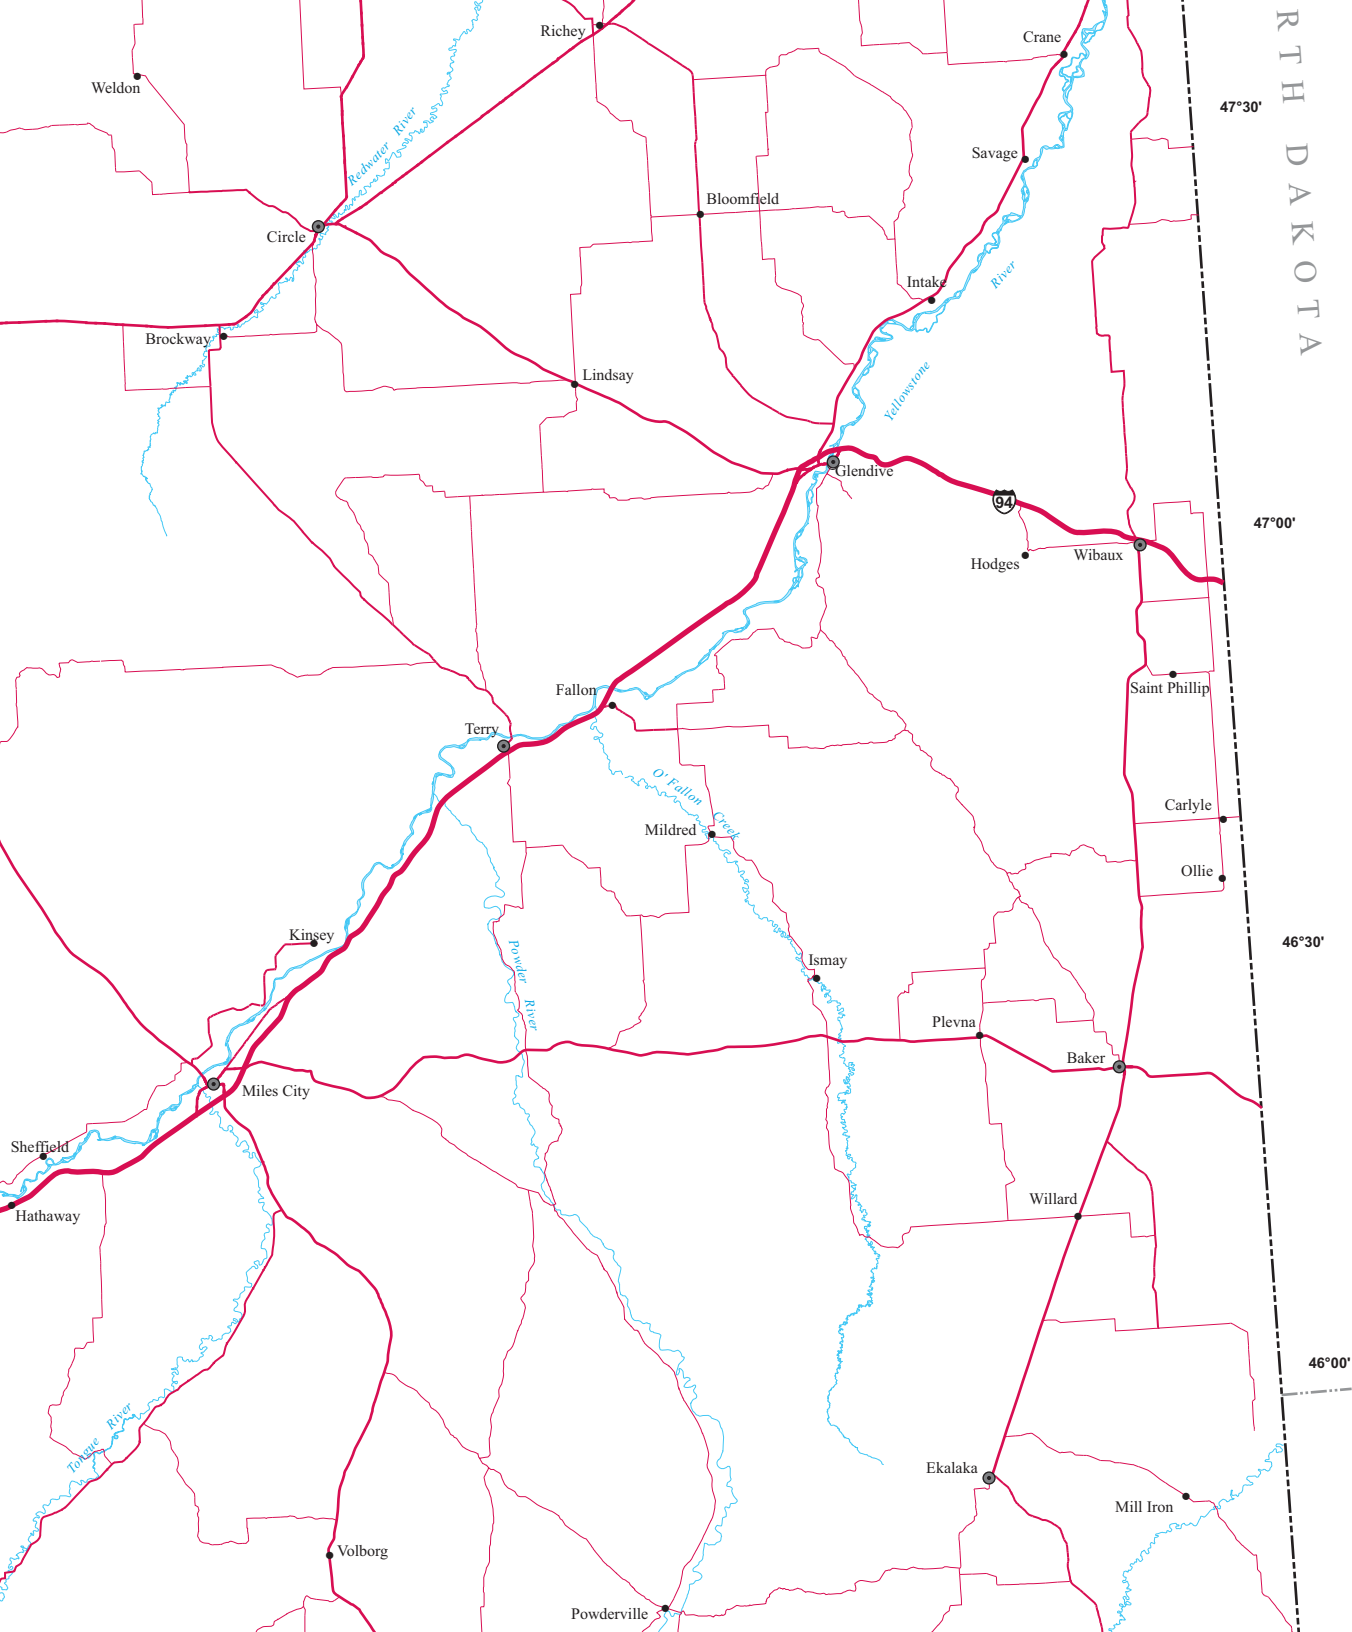 Richey
Crane
Weldon
47°30'
RTH DAKOTA
Redwater River
Savage
Bloomfield
Circle
River
Intake
Brockway
Lindsay
Yellowstone
Glendive
94
47°00'
Hodges
Wibaux
Fallon
Saint Phillip
Terry
O' Fallon Creek
Carlyle
Mildred
Ollie
Kinsey
46°30'
Powder River
Ismay
Plevna
Baker
Miles City
Sheffield
Willard
Hathaway
46°00'
Tongue River
Ekalaka
Mill Iron
Volborg
Powderville